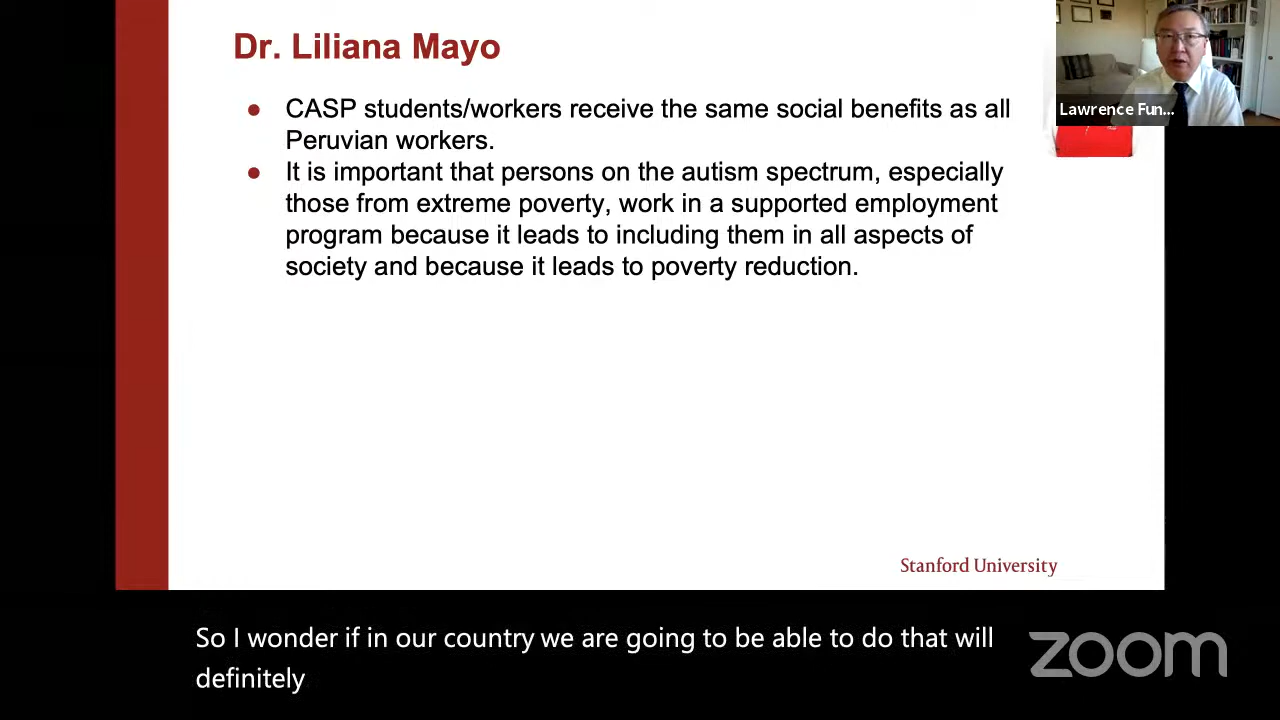 Dr. Liliana Mayo
Lawrence Fun...
● CASP students/workers receive the same social benefits as all
Peruvian workers.
● It is important that persons on the autism spectrum, especially
those from extreme poverty, work in a supported employment
program because it leads to including them in all aspects of
society and because it leads to poverty reduction.
Stanford University
So I wonder if in our country we are going to be able to do that will
definitely
zoom